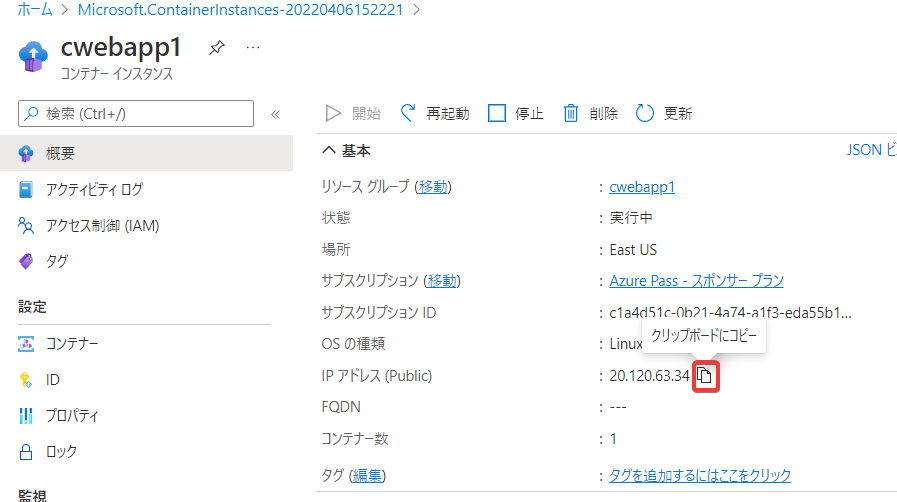 ホーム > Microsoft.ContainerInstances-20220406152221 >
cwebapp1
コンテナー インスタンス
検索 (Ctrl+/)
開始 再起動 停止 削除 更新
概要
アクティビティ ログ
アクセス制御 (IAM)
タグ
設定
コンテナー
ID
プロパティ
ロック
監視
基本
JSON ビ
リソース グループ (移動) : cwebapp1
状態 : 実行中
場所 : East US
サブスクリプション (移動) : Azure Pass - スポンサー プラン
サブスクリプション ID : c1a4d51c-0b21-4a74-a1f3-eda55b1...
クリップボードにコピー
OS の種類 : Linux
IP アドレス (Public) : 20.120.63.34
FQDN : ---
コンテナー数 : 1
タグ (編集) : タグを追加するにはここをクリック